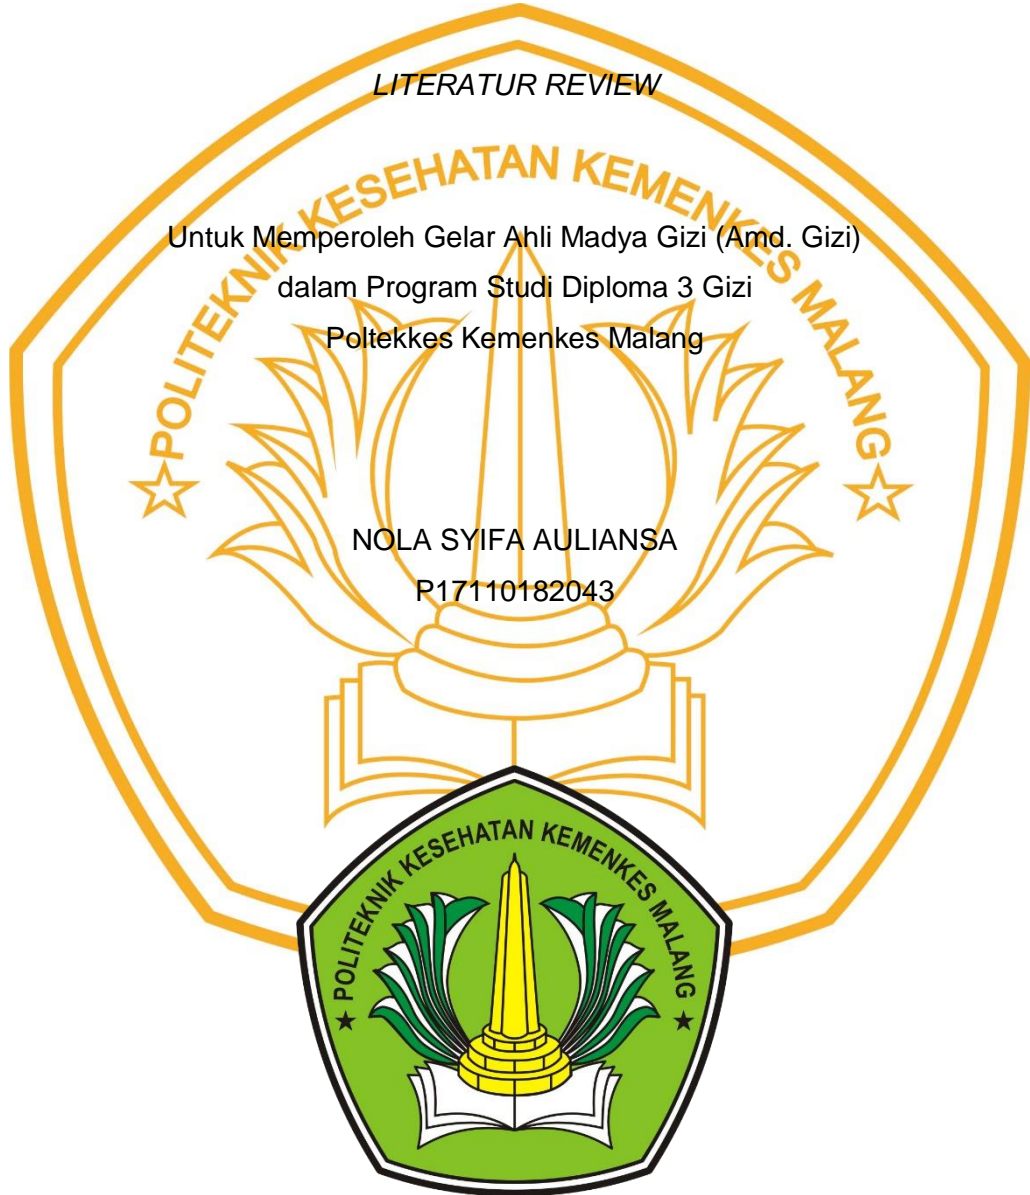 LITERATUR REVIEW
POLITEKNIK KESEHATAN KEMENKES MALANG
Untuk Memperoleh Gelar Ahli Madya Gizi (Amd. Gizi)
dalam Program Studi Diploma 3 Gizi
Poltekkes Kemenkes Malang
NOLA SYIFA AULIANSA
P17110182043
POLITEKNIK KESEHATAN KEMENKES MALANG